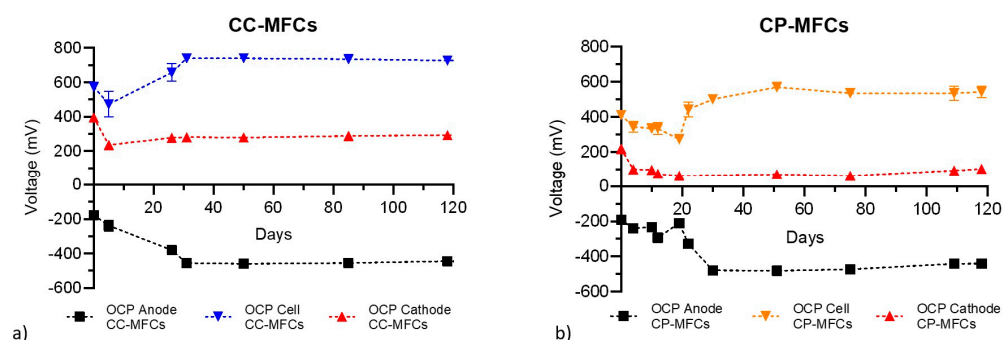 CC-MFCs
800
600
400
200
0
-200
-400
-600
20 40 60 80 100 120
Voltage (mV)
Days
OCP Anode
CC-MFCs
OCP Cell
CC-MFCs
OCP Cathode
CC-MFCs
a)
CP-MFCs
800
600
400
200
0
-200
-400
-600
20 40 60 80 100 120
Voltage (mV)
Days
OCP Anode
CP-MFCs
OCP Cell
CP-MFCs
OCP Cathode
CP-MFCs
b)